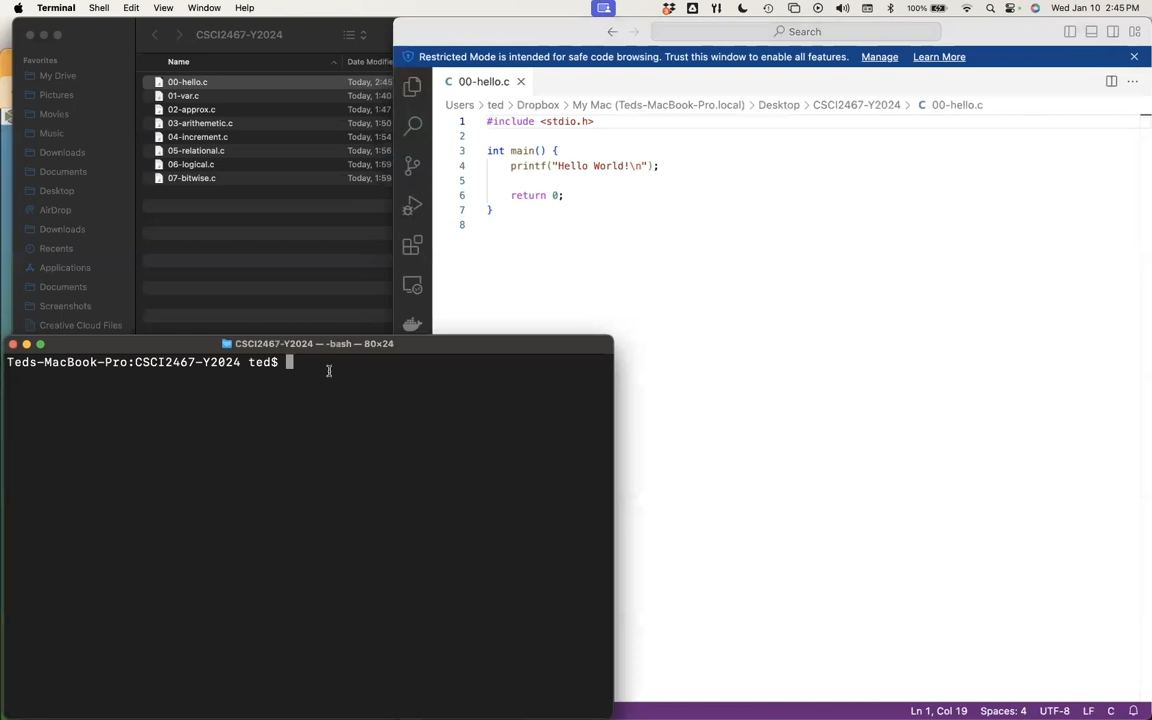 Terminal Shell Edit View Window Help 100% Wed Jan 10 2:45 PM
CSCI2467-Y2024
Favorites
My Drive
Pictures
Movies
Music
Downloads
Documents
Desktop
AirDrop
Downloads
Recents
Applications
Documents
Screenshots
Creative Cloud Files
Name Date Modifie
00-hello.c Today, 2:45
01-var.c Today, 1:40
02-approx.c Today, 1:47
03-arithemetic.c Today, 1:50
04-increment.c Today, 1:54
05-relational.c Today, 1:56
06-logical.c Today, 1:59
07-bitwise.c Today, 1:59
Search
Restricted Mode is intended for safe code browsing. Trust this window to enable all features. Manage Learn More
00-hello.c
Users > ted > Dropbox > My Mac (Teds-MacBook-Pro.local) > Desktop > CSCI2467-Y2024 > 00-hello.c
1 #include <stdio.h>
2
3 int main() {
4 printf("Hello World!\n");
5
6 return 0;
7 }
8
CSCI2467-Y2024 — -bash — 80×24
Teds-MacBook-Pro:CSCI2467-Y2024 ted$
Ln 1, Col 19 Spaces: 4 UTF-8 LF C